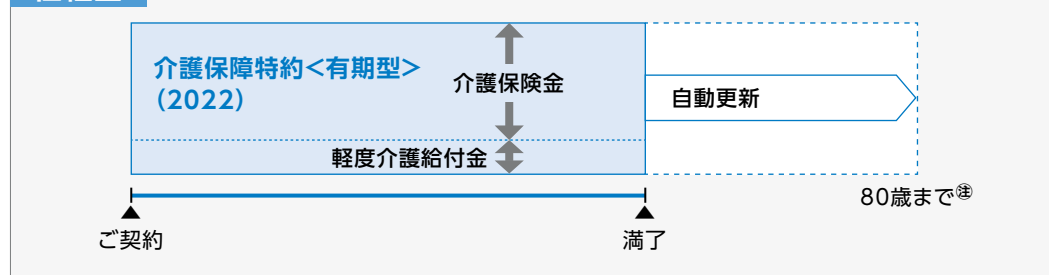 介護保障特約<有期型>
(2022)
介護保険金
自動更新
軽度介護給付金
80歳まで㊟
ご契約
満了